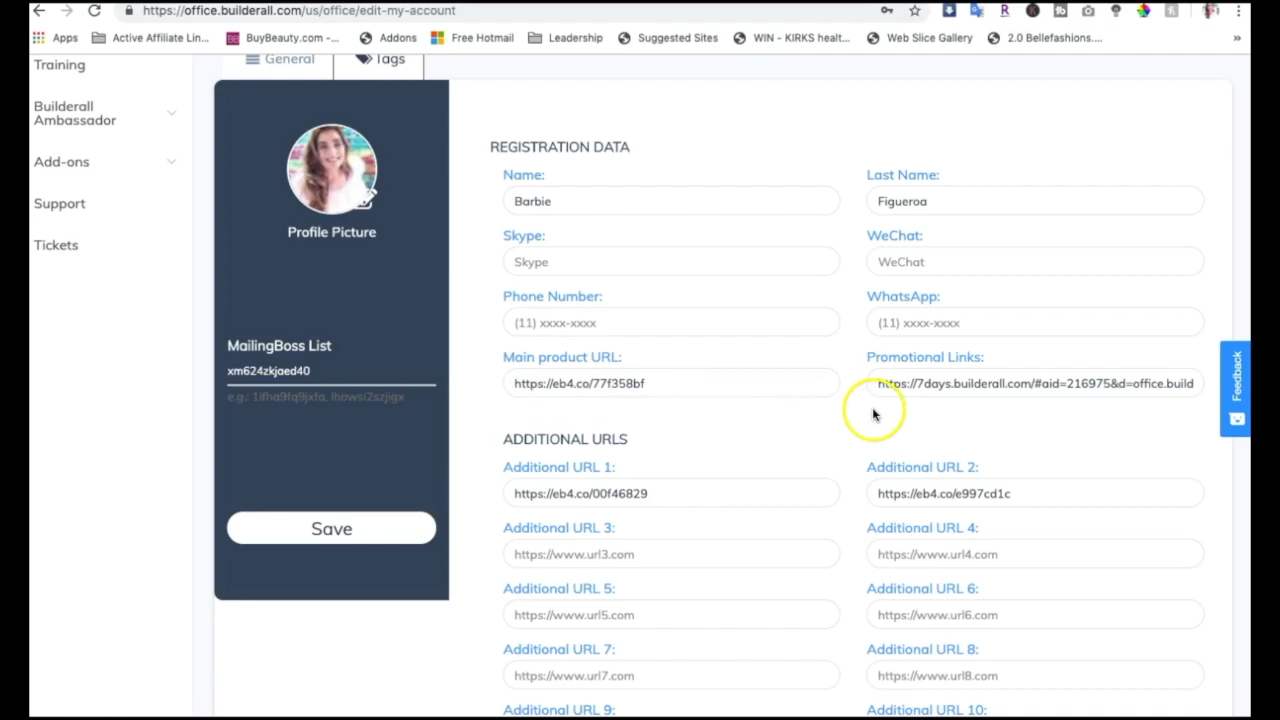 https://office.builderall.com/us/office/edit-my-account
Apps Active Affiliate Lin... BuyBeauty.com -... Addons Free Hotmail Leadership Suggested Sites WIN - KIRKS healt... Web Slice Gallery 2.0 Bellefashions.... »
Training
General Tags
Builderall
Ambassador
Add-ons
Support
Tickets
Profile Picture
MailingBoss List
xm624zkjaed40
e.g.: 1ifha9fq9jxfa, lhowsi2szjigx
Save
REGISTRATION DATA
Name: Last Name:
Barbie Figueroa
Skype: WeChat:
Skype WeChat
Phone Number: WhatsApp:
(11) xxxx-xxxx (11) xxxx-xxxx
Main product URL: Promotional Links:
https://eb4.co/77f358bf https://7days.builderall.com/#aid=216975&d=office.build
ADDITIONAL URLS
Additional URL 1: Additional URL 2:
https://eb4.co/00f46829 https://eb4.co/e997cd1c
Additional URL 3: Additional URL 4:
https://www.url3.com https://www.url4.com
Additional URL 5: Additional URL 6:
https://www.url5.com https://www.url6.com
Additional URL 7: Additional URL 8:
https://www.url7.com https://www.url8.com
Additional URL 9: Additional URL 10:
Feedback